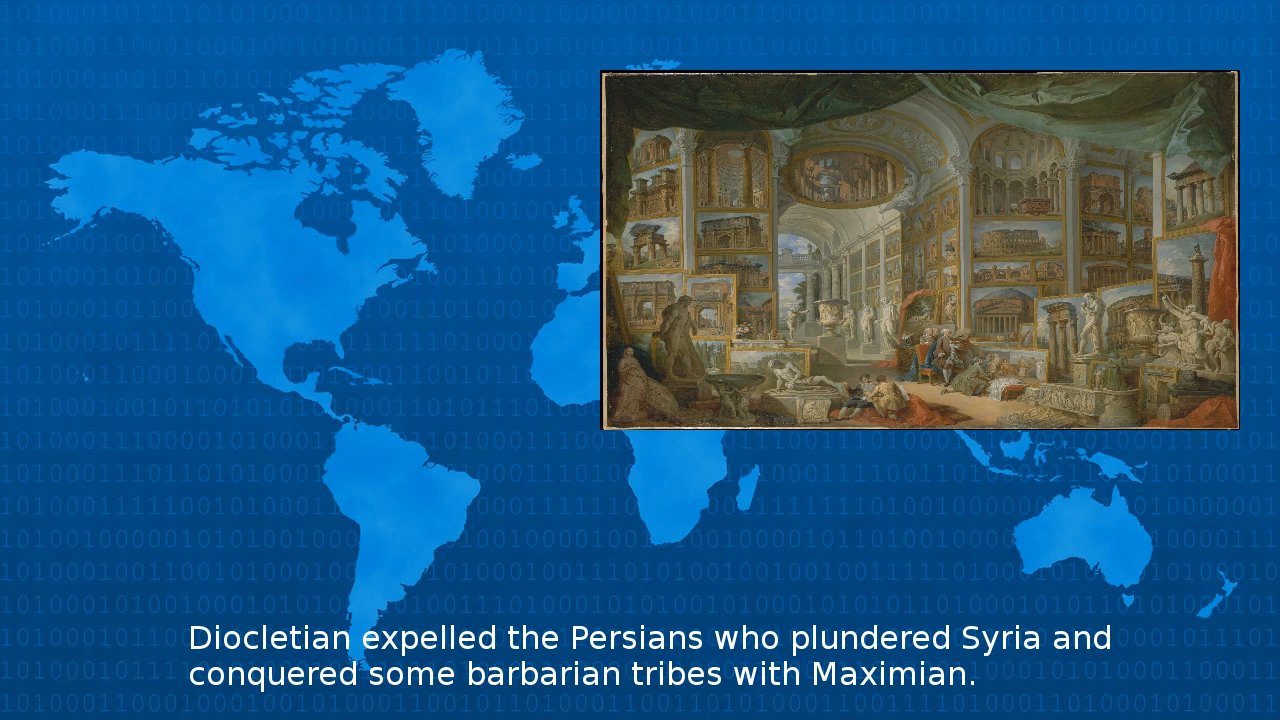 Diocletian expelled the Persians who plundered Syria and
conquered some barbarian tribes with Maximian.